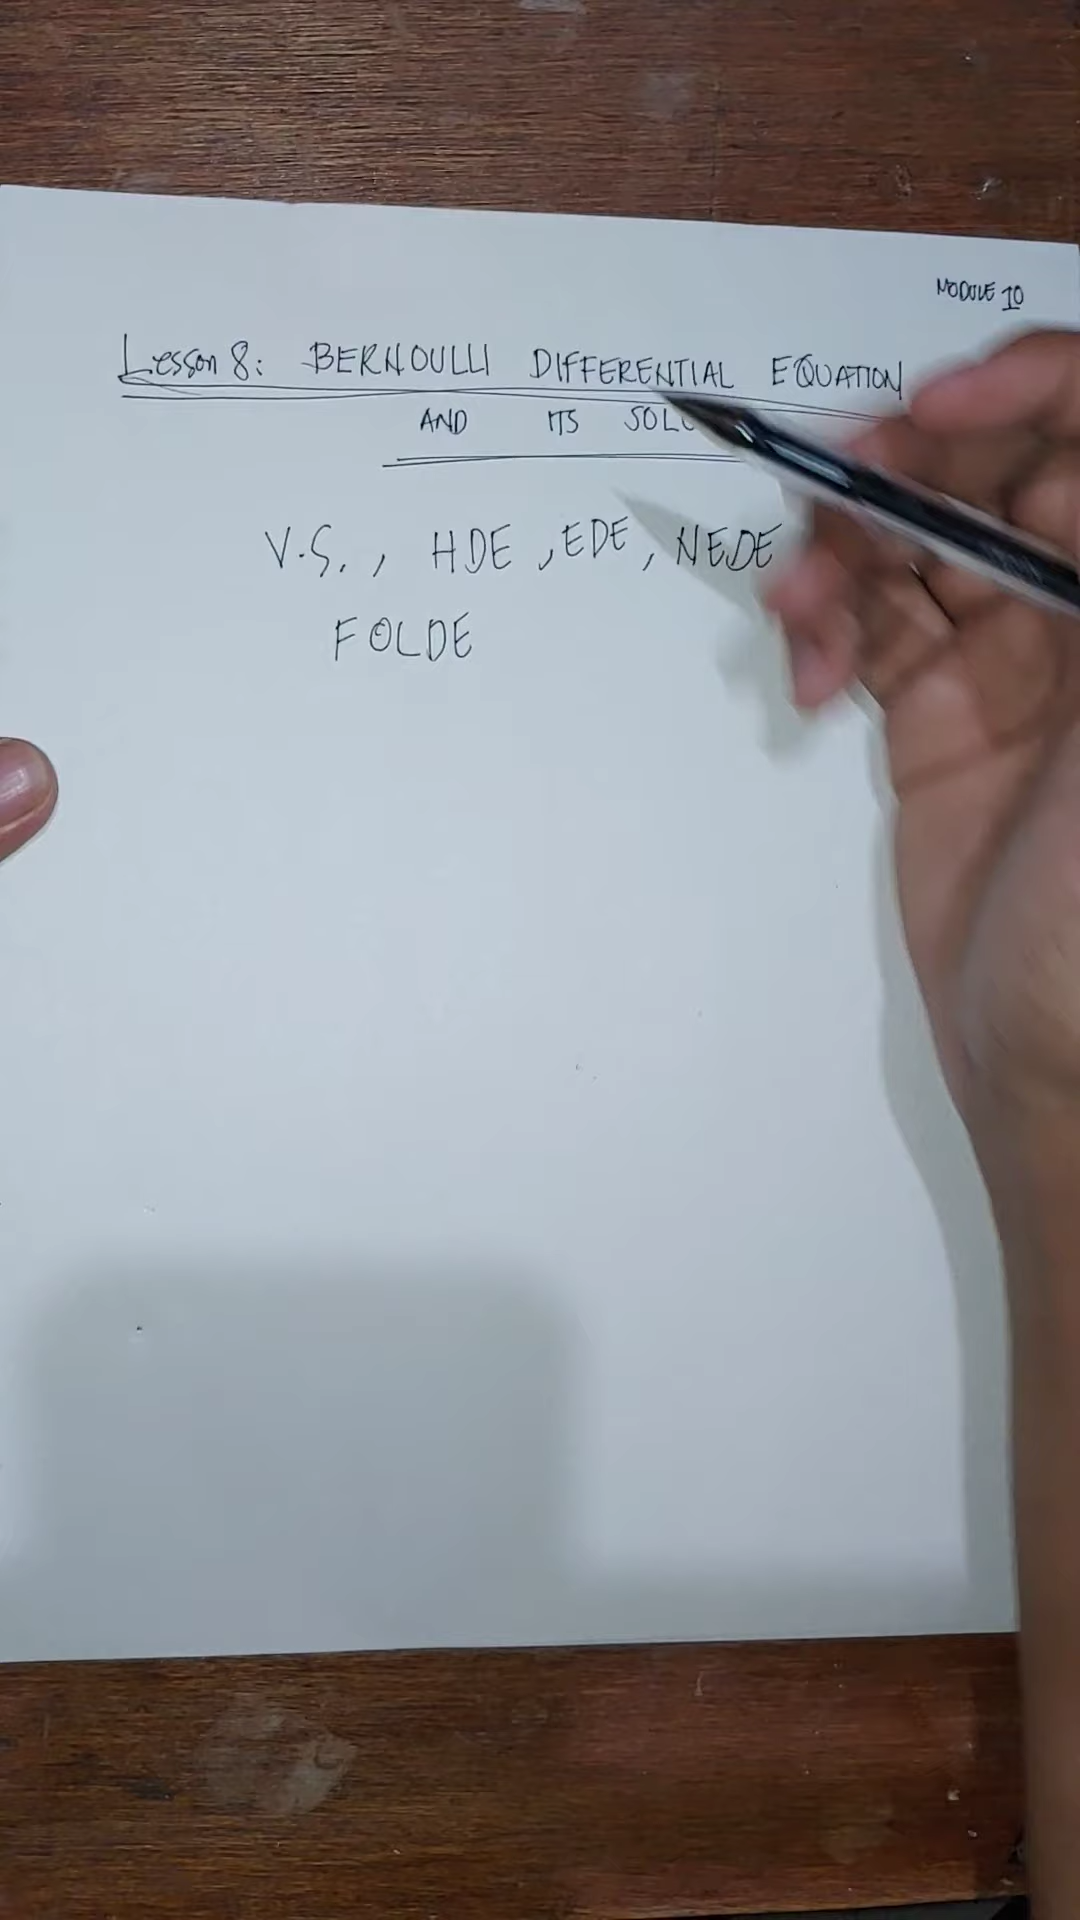 MODULE 10
Lesson 8: BERNOULLI DIFFERENTIAL EQUATION
AND ITS
V.S., HDE, EDE, NEDE
FOLDE